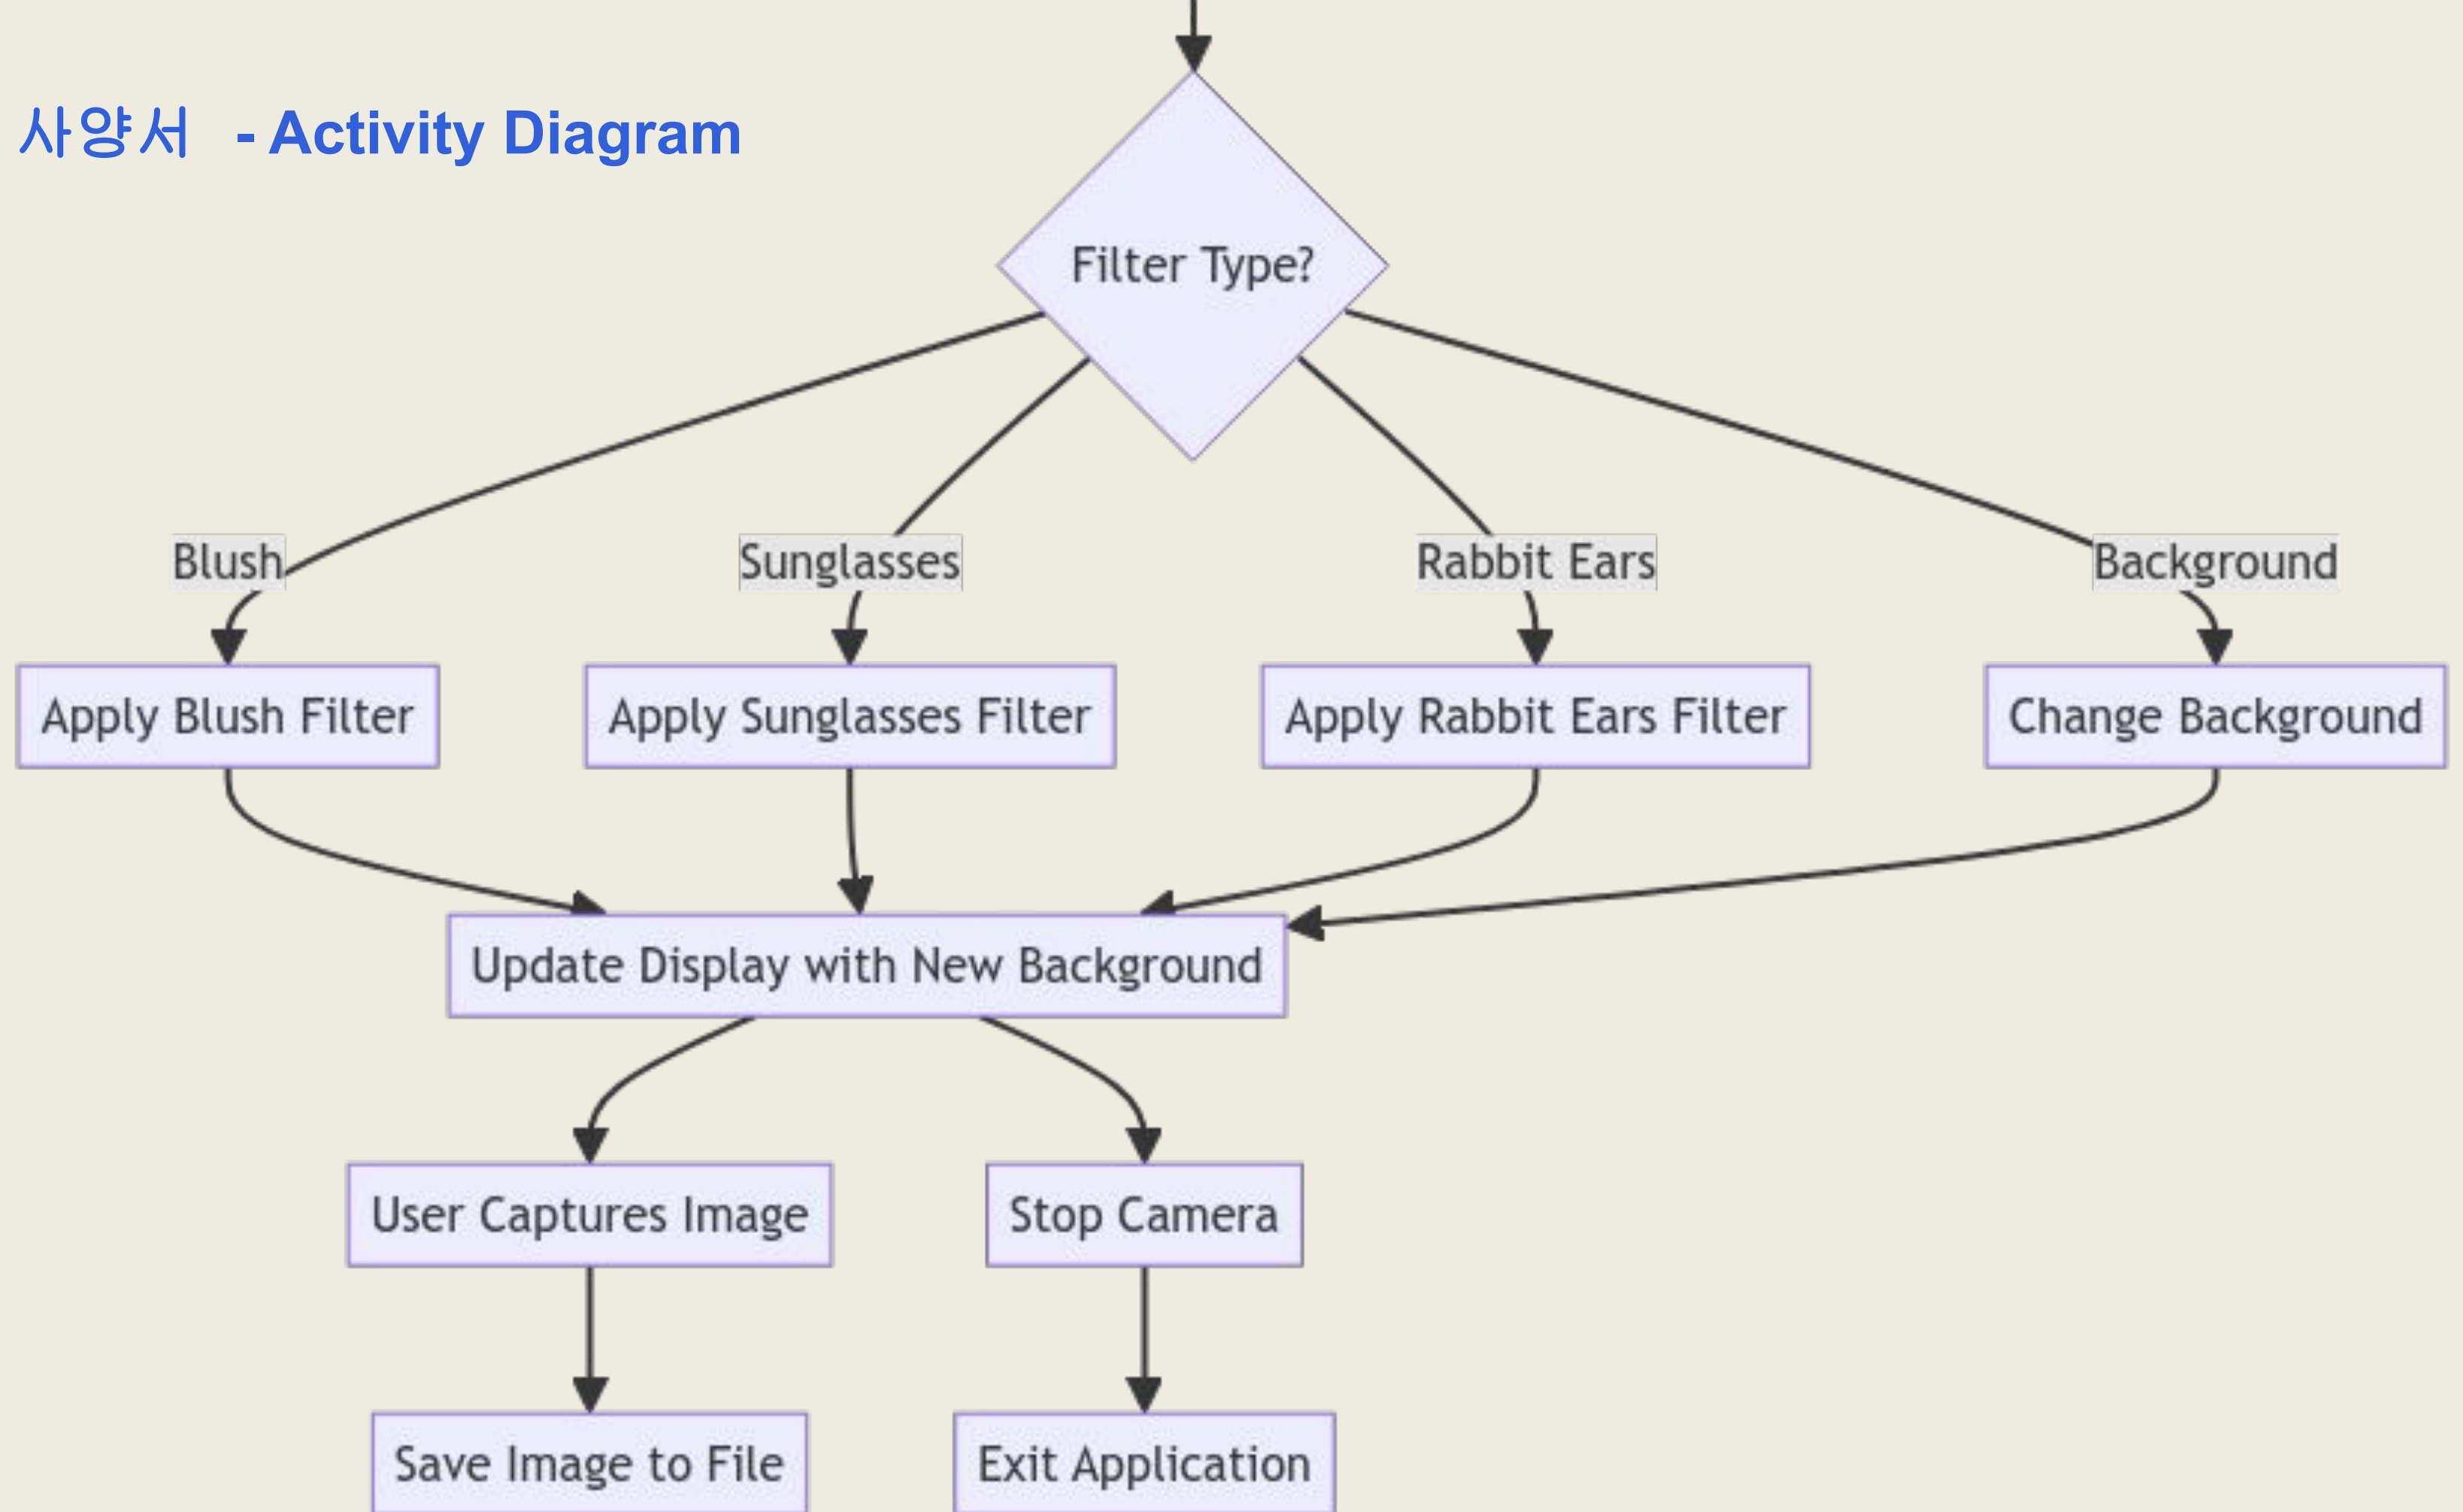 사양서 - Activity Diagram
Filter Type?
Blush
Sunglasses
Rabbit Ears
Background
Apply Blush Filter
Apply Sunglasses Filter
Apply Rabbit Ears Filter
Change Background
Update Display with New Background
User Captures Image
Stop Camera
Save Image to File
Exit Application